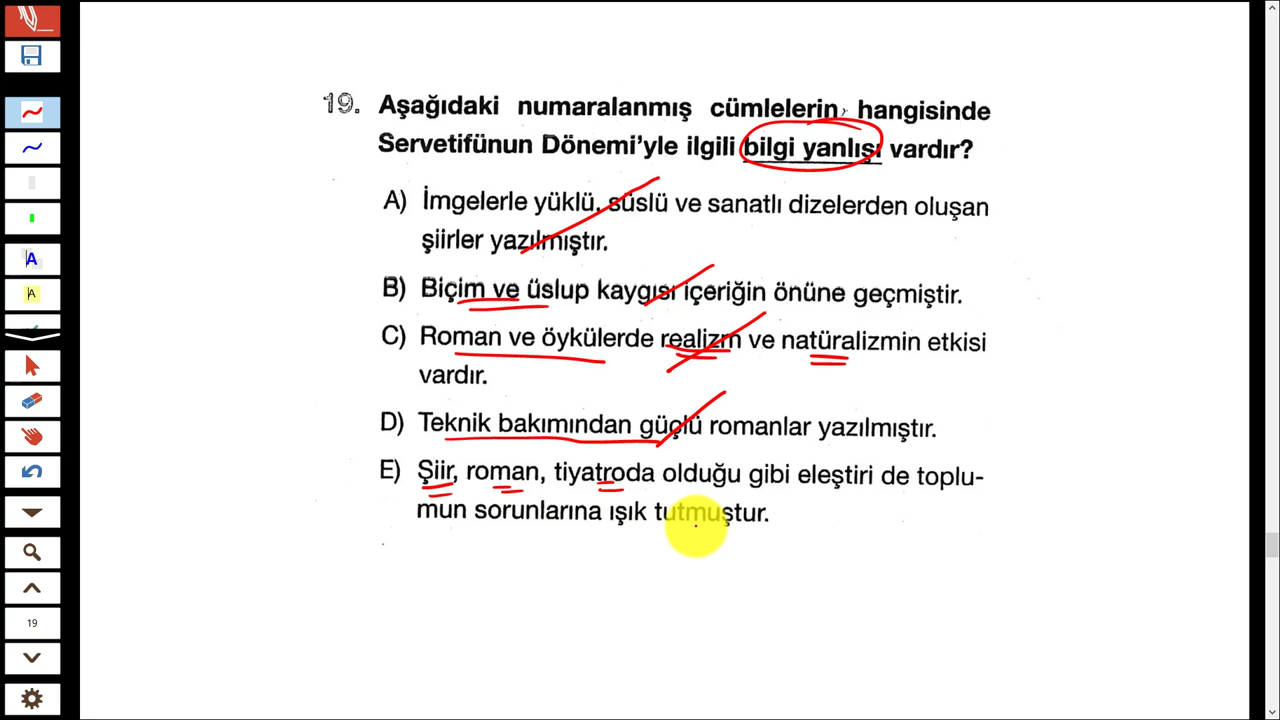 19. Aşağıdaki numaralanmış cümlelerin, hangisinde
Servetifünun Dönemi'yle ilgili bilgi yanlışı vardır?
A) İmgelerle yüklü, süslü ve sanatlı dizelerden oluşan
şiirler yazılmıştır.
B) Biçim ve üslup kaygısı içeriğin önüne geçmiştir.
C) Roman ve öykülerde realizm ve natüralizmin etkisi
vardır.
D) Teknik bakımından güçlü romanlar yazılmıştır.
E) Şiir, roman, tiyatroda olduğu gibi eleştiri de toplu-
mun sorunlarına ışık tutmuştur.
A
A
19